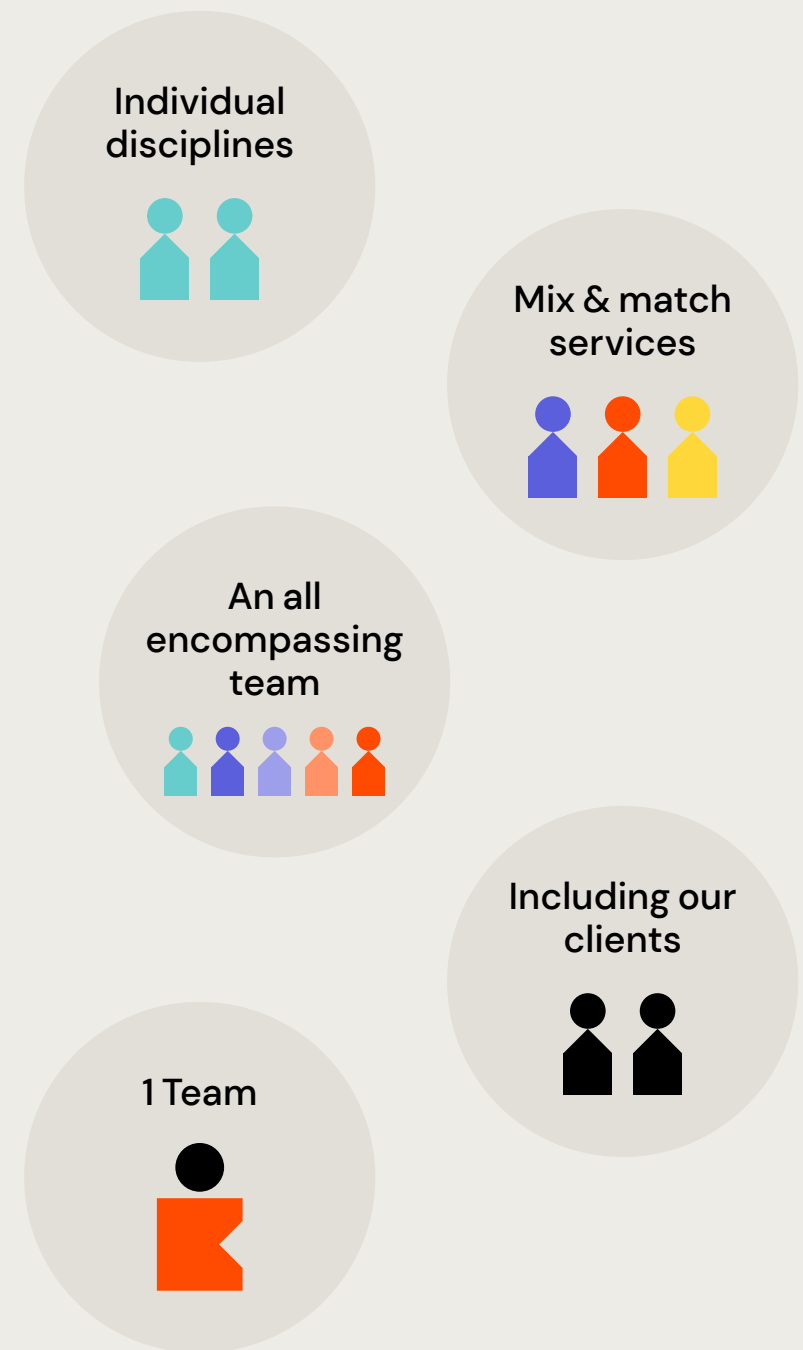 Individual
disciplines
Mix & match
services
An all
encompassing
team
Including our
clients
1 Team